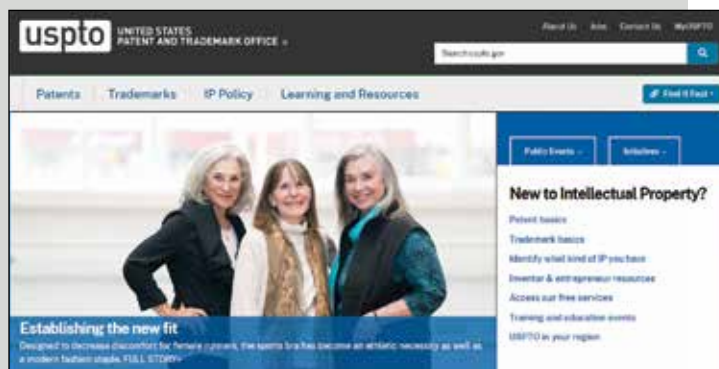 uspto UNITED STATES
PATENT AND TRADEMARK OFFICE
About Us Jobs Contact Us MyUSPTO
Search uspto.gov
Patents Trademarks IP Policy Learning and Resources
Find It Fast
Public Events Initiatives
New to Intellectual Property?
Patent basics
Trademark basics
Identify what kind of IP you have
Inventor & entrepreneur resources
Access our free services
Training and education events
USPTO in your region
Establishing the new fit
Designed to decrease discomfort for female runners, the sports bra has become an athletic necessity as well as
a modern fashion staple. FULL STORY